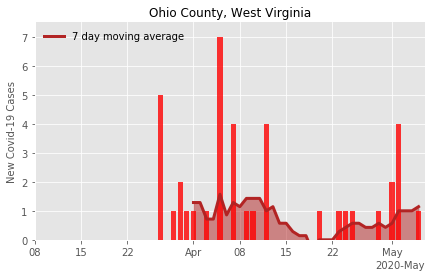 Ohio County, West Virginia
7 day moving average
New Covid-19 Cases
7
6
5
4
3
2
1
0
08 15 22 Apr 08 15 22 May
2020-May